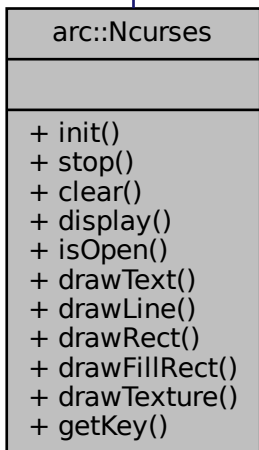 arc::Ncurses
+ init()
+ stop()
+ clear()
+ display()
+ isOpen()
+ drawText()
+ drawLine()
+ drawRect()
+ drawFillRect()
+ drawTexture()
+ getKey()